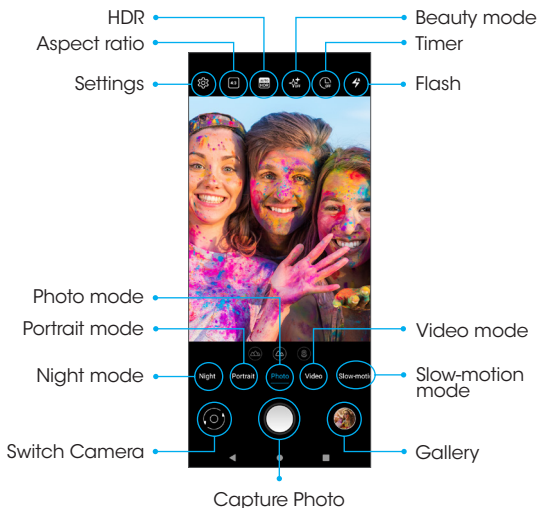 HDR
Beauty mode
Aspect ratio
Timer
Settings
Flash
Photo mode
Portrait mode
Video mode
Night mode
Night
Portrait
Photo
Video
Slow-motio
Slow-motion
mode
Switch Camera
Gallery
Capture Photo